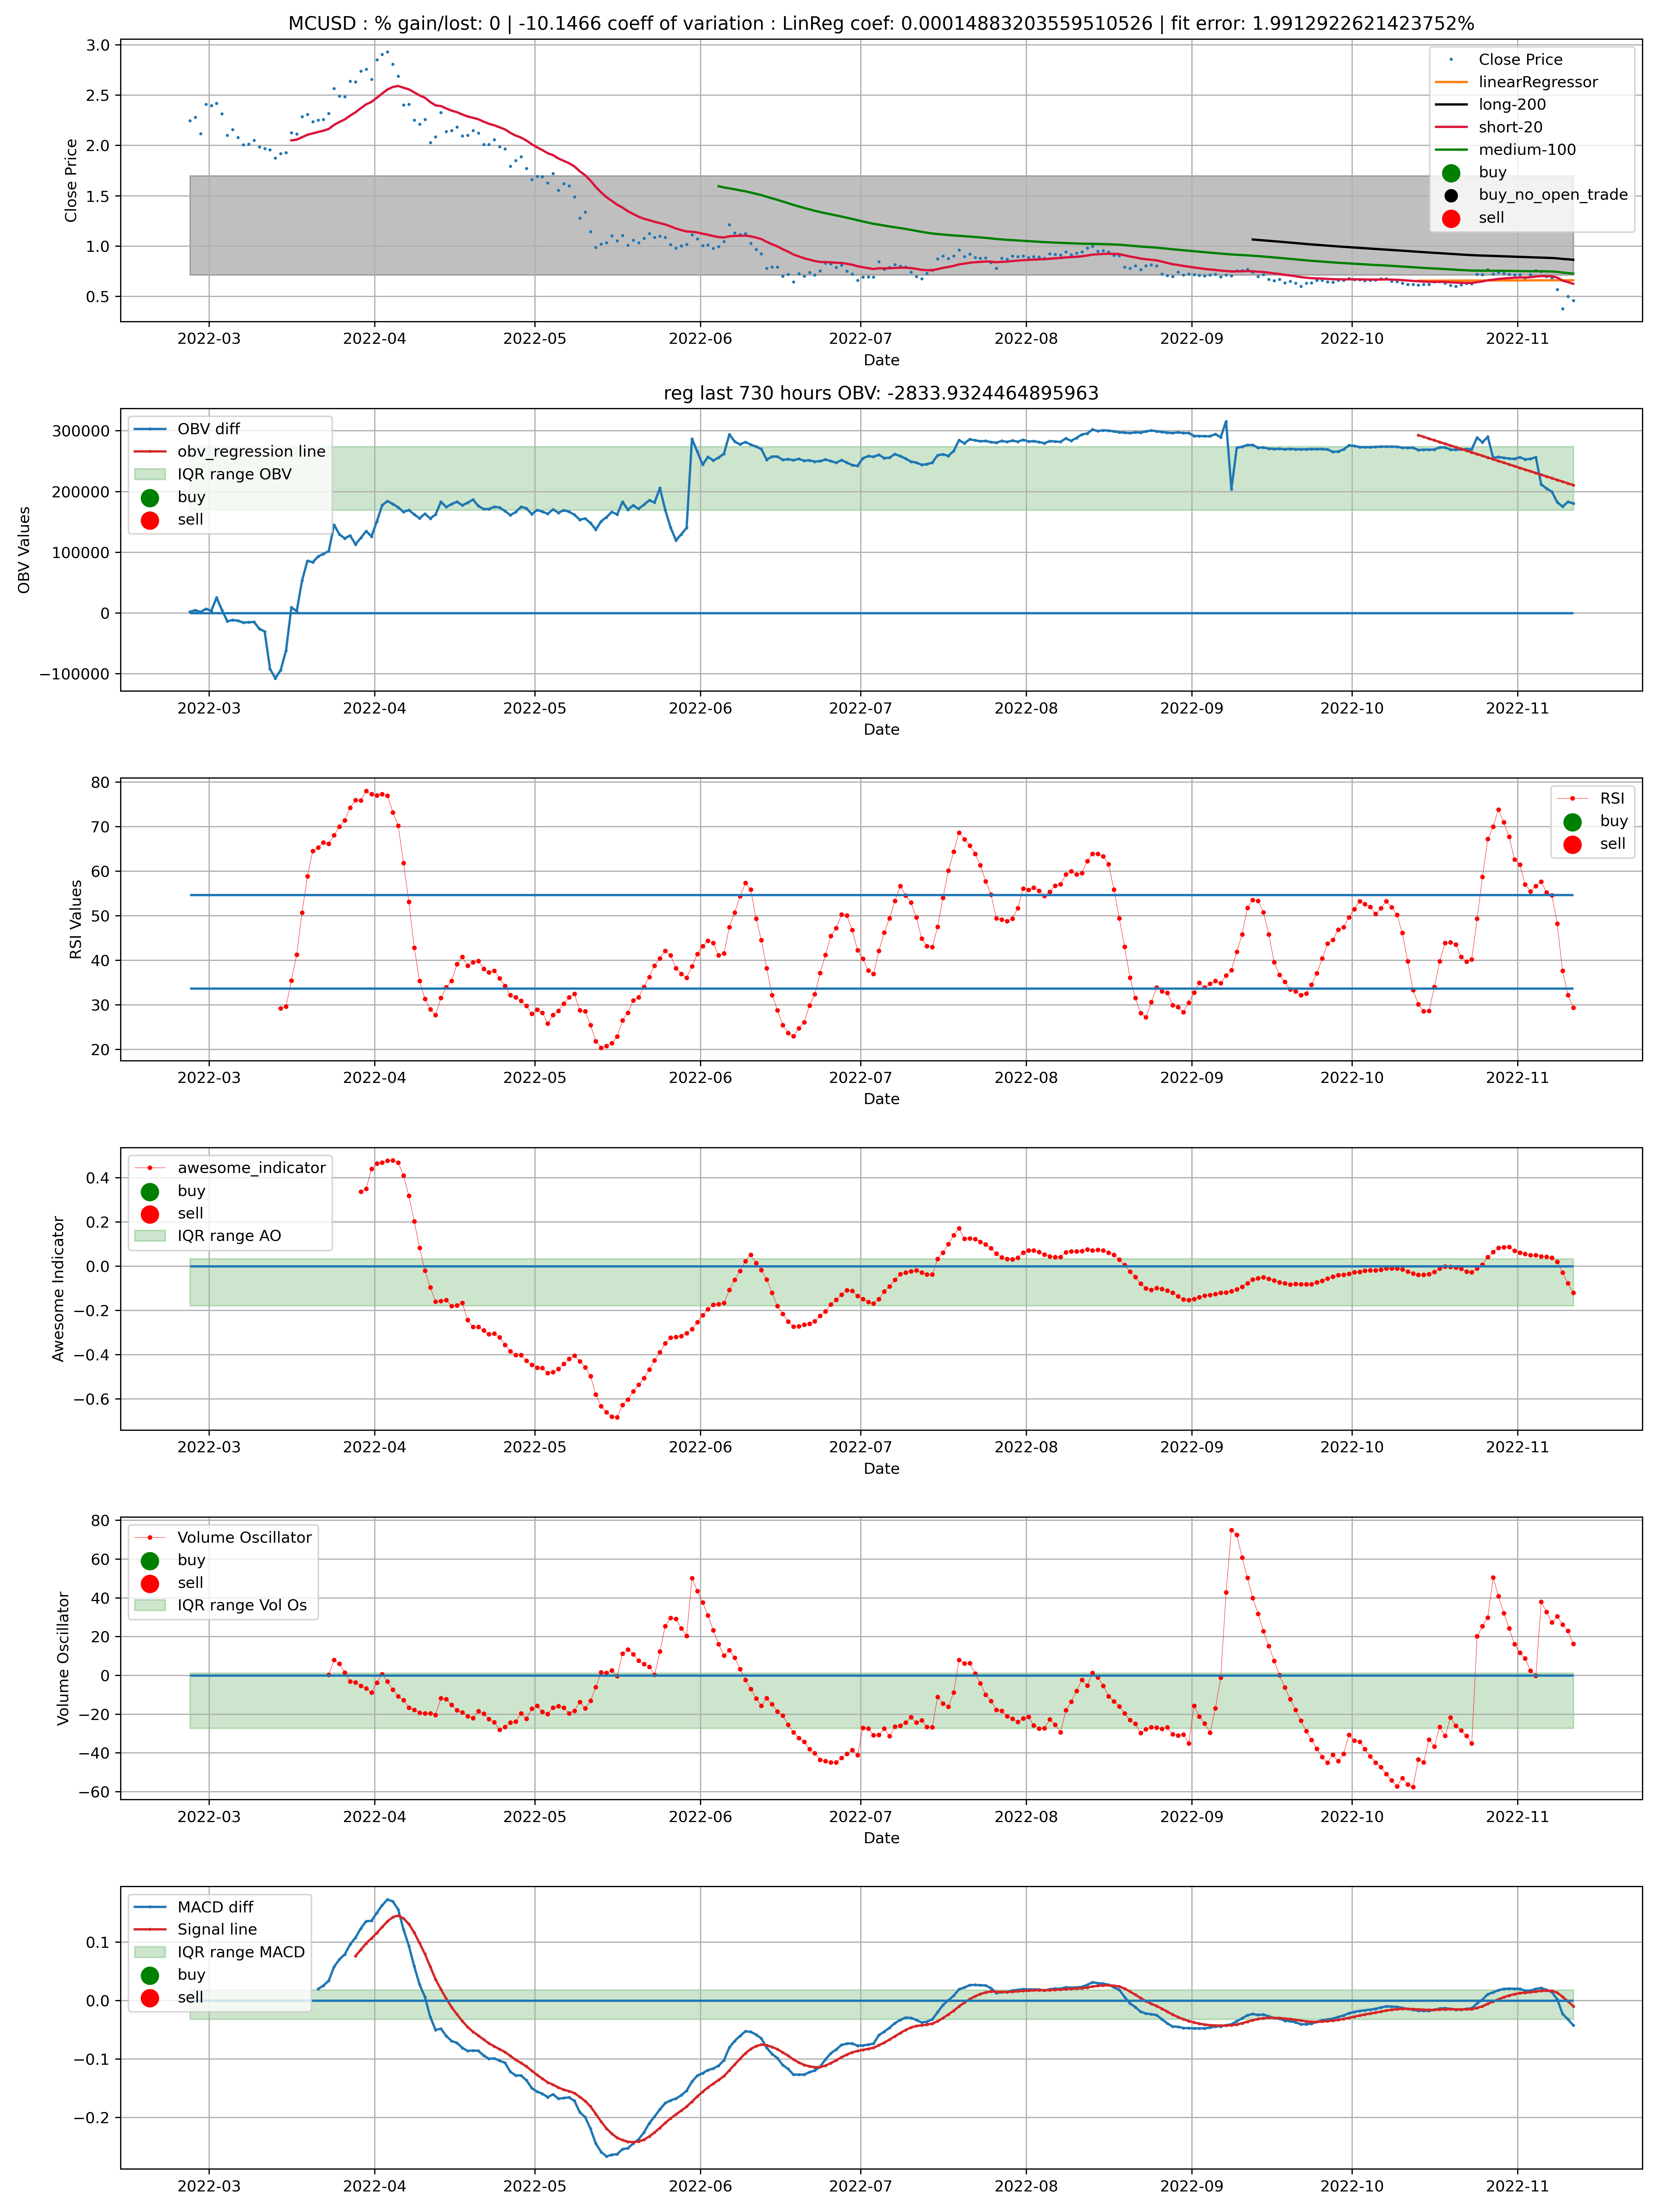 MCUSD : % gain/lost: 0 | -10.1466 coeff of variation : LinReg coef: 0.00014883203559510526 | fit error: 1.9912922621423752%
3.0
2.5
2.0
1.5
1.0
0.5
Close Price
Close Price
linearRegressor
long-200
short-20
medium-100
buy
buy_no_open_trade
sell
2022-03 2022-04 2022-05 2022-06 2022-07 2022-08 2022-09 2022-10 2022-11
Date
reg last 730 hours OBV: -2833.9324464895963
300000
200000
100000
0
−100000
OBV Values
OBV diff
obv_regression line
IQR range OBV
buy
sell
2022-03 2022-04 2022-05 2022-06 2022-07 2022-08 2022-09 2022-10 2022-11
Date
80
70
60
50
40
30
20
RSI Values
RSI
buy
sell
2022-03 2022-04 2022-05 2022-06 2022-07 2022-08 2022-09 2022-10 2022-11
Date
0.4
0.2
0.0
−0.2
−0.4
−0.6
Awesome Indicator
awesome_indicator
buy
sell
IQR range AO
2022-03 2022-04 2022-05 2022-06 2022-07 2022-08 2022-09 2022-10 2022-11
Date
80
60
40
20
0
−20
−40
−60
Volume Oscillator
Volume Oscillator
buy
sell
IQR range Vol Os
2022-03 2022-04 2022-05 2022-06 2022-07 2022-08 2022-09 2022-10 2022-11
Date
0.1
0.0
−0.1
−0.2
MACD diff
Signal line
IQR range MACD
buy
sell
2022-03 2022-04 2022-05 2022-06 2022-07 2022-08 2022-09 2022-10 2022-11